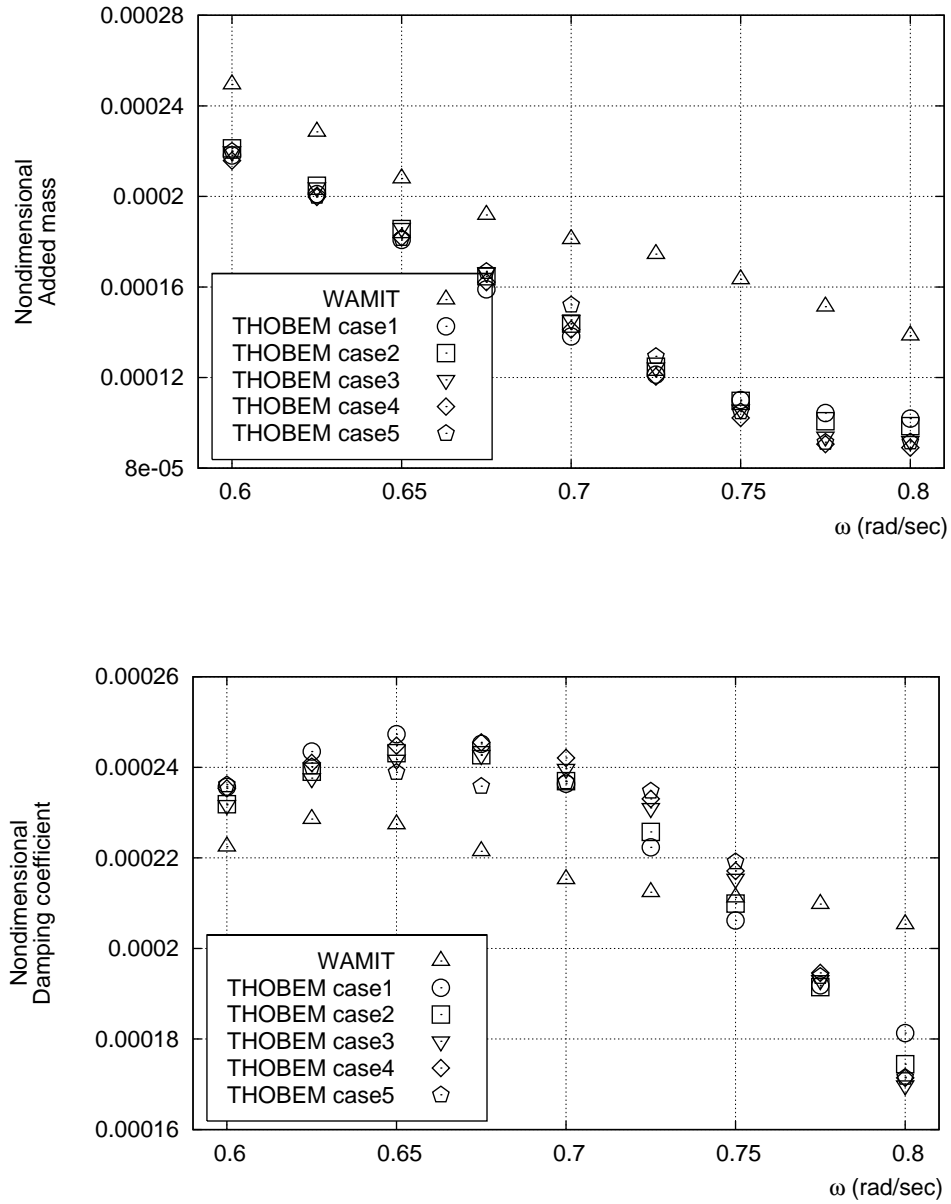 0.00028
0.00024
0.0002
0.00016
0.00012
8e-05
Nondimensional
Added mass
WAMIT
THOBEM case1
THOBEM case2
THOBEM case3
THOBEM case4
THOBEM case5
0.6 0.65 0.7 0.75 0.8
ω (rad/sec)
0.00026
0.00024
0.00022
0.0002
0.00018
0.00016
Nondimensional
Damping coefficient
WAMIT
THOBEM case1
THOBEM case2
THOBEM case3
THOBEM case4
THOBEM case5
0.6 0.65 0.7 0.75 0.8
ω (rad/sec)